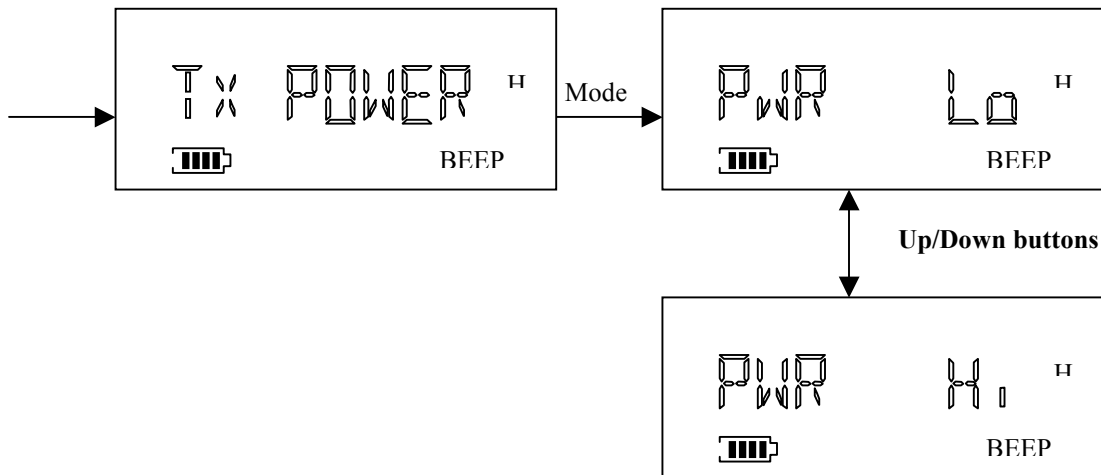 Tx POWER H
BEEP
Mode
PWR Lo H
BEEP
Up/Down buttons
PWR Hi H
BEEP